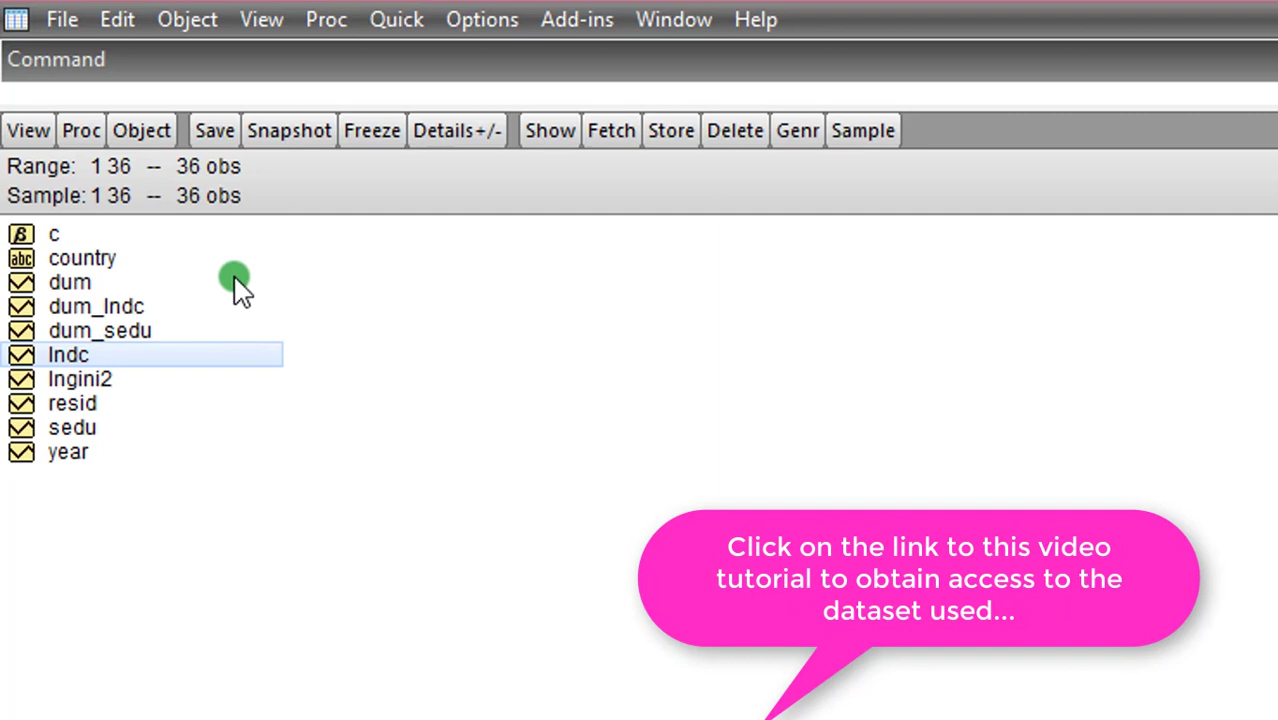 File Edit Object View Proc Quick Options Add-ins Window Help
Command
View Proc Object Save Snapshot Freeze Details+/- Show Fetch Store Delete Genr Sample
Range: 1 36 -- 36 obs
Sample: 1 36 -- 36 obs
β c
abc country
dum
dum_lndc
dum_sedu
lndc
lngini2
resid
sedu
year
Click on the link to this video
tutorial to obtain access to the
dataset used...